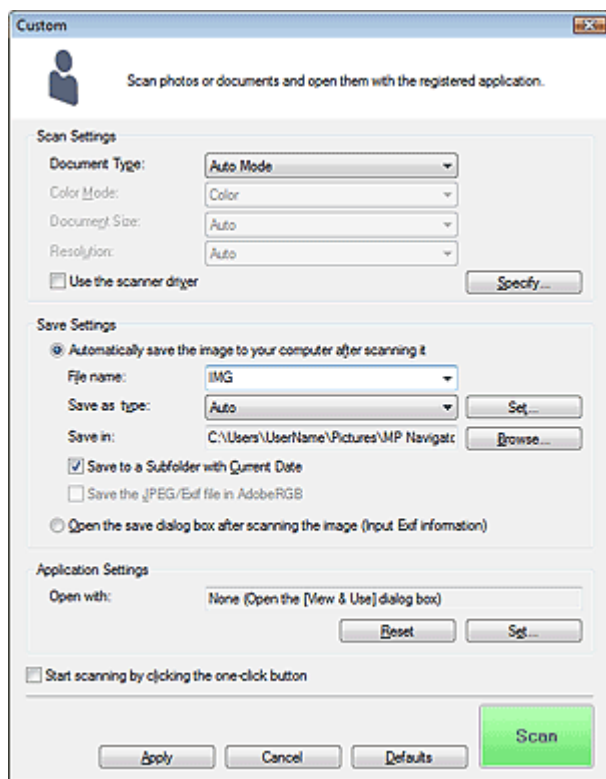 Custom
Scan photos or documents and open them with the registered application.
Scan Settings
Document Type: Auto Mode
Color Mode: Color
Document Size: Auto
Resolution: Auto
Use the scanner driver Specify...
Save Settings
Automatically save the image to your computer after scanning it
File name: IMG
Save as type: Auto Set...
Save in: C:\Users\UserName\Pictures\MP Navigatc Browse...
Save to a Subfolder with Current Date
Save the JPEG/Exif file in AdobeRGB
Open the save dialog box after scanning the image (Input Exif information)
Application Settings
Open with: None (Open the [View & Use] dialog box)
Reset Set...
Start scanning by clicking the one-click button
Scan
Apply Cancel Defaults